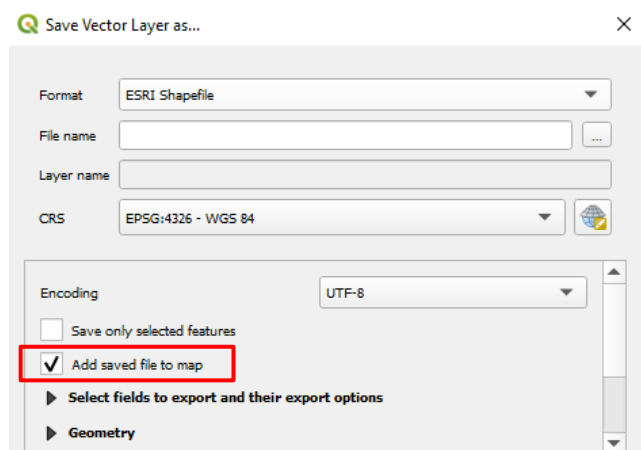 Save Vector Layer as...
Format ESRI Shapefile
File name ...
Layer name
CRS EPSG:4326 - WGS 84
Encoding UTF-8
Save only selected features
Add saved file to map
Select fields to export and their export options
Geometry